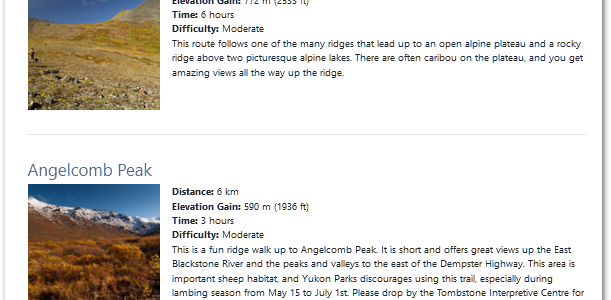 Elevation Gain: 772 m (2533 ft)
Time: 6 hours
Difficulty: Moderate
This route follows one of the many ridges that lead up to an open alpine plateau and a rocky
ridge above two picturesque alpine lakes. There are often caribou on the plateau, and you get
amazing views all the way up the ridge.
Angelcomb Peak
Distance: 6 km
Elevation Gain: 590 m (1936 ft)
Time: 3 hours
Difficulty: Moderate
This is a fun ridge walk up to Angelcomb Peak. It is short and offers great views up the East
Blackstone River and the peaks and valleys to the east of the Dempster Highway. This area is
important sheep habitat, and Yukon Parks discourages using this trail, especially during
lambing season from May 15 to July 1st. Please drop by the Tombstone Interpretive Centre for